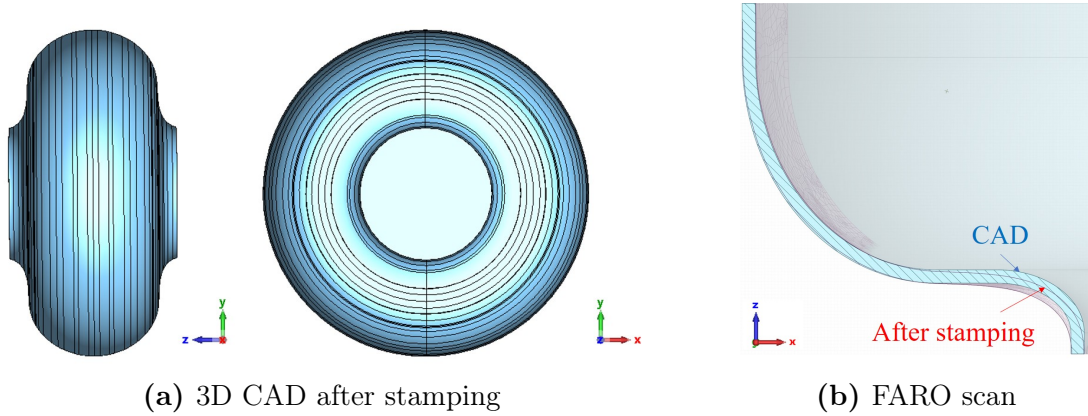 y
z
x
y
z
x
z
y
x
CAD
After stamping
(a) 3D CAD after stamping
(b) FARO scan